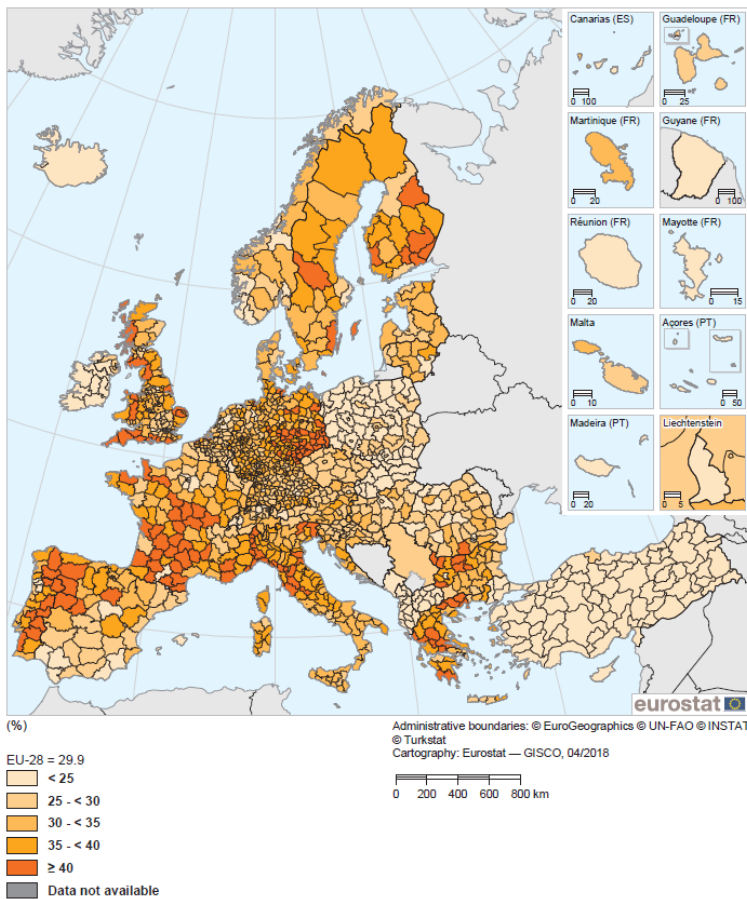 Canarias (ES)
0 100
Guadeloupe (FR)
0 25
Martinique (FR)
0 20
Guyane (FR)
0 100
Réunion (FR)
0 20
Mayotte (FR)
0 15
Malta
0 10
Açores (PT)
0 50
Madeira (PT)
0 20
Liechtenstein
0 5
eurostat
(%)
Administrative boundaries: © EuroGeographics © UN-FAO © INSTAT
© Turkstat
Cartography: Eurostat — GISCO, 04/2018
EU-28 = 29.9
< 25
25 - < 30
30 - < 35
35 - < 40
≥ 40
Data not available
0 200 400 600 800 km